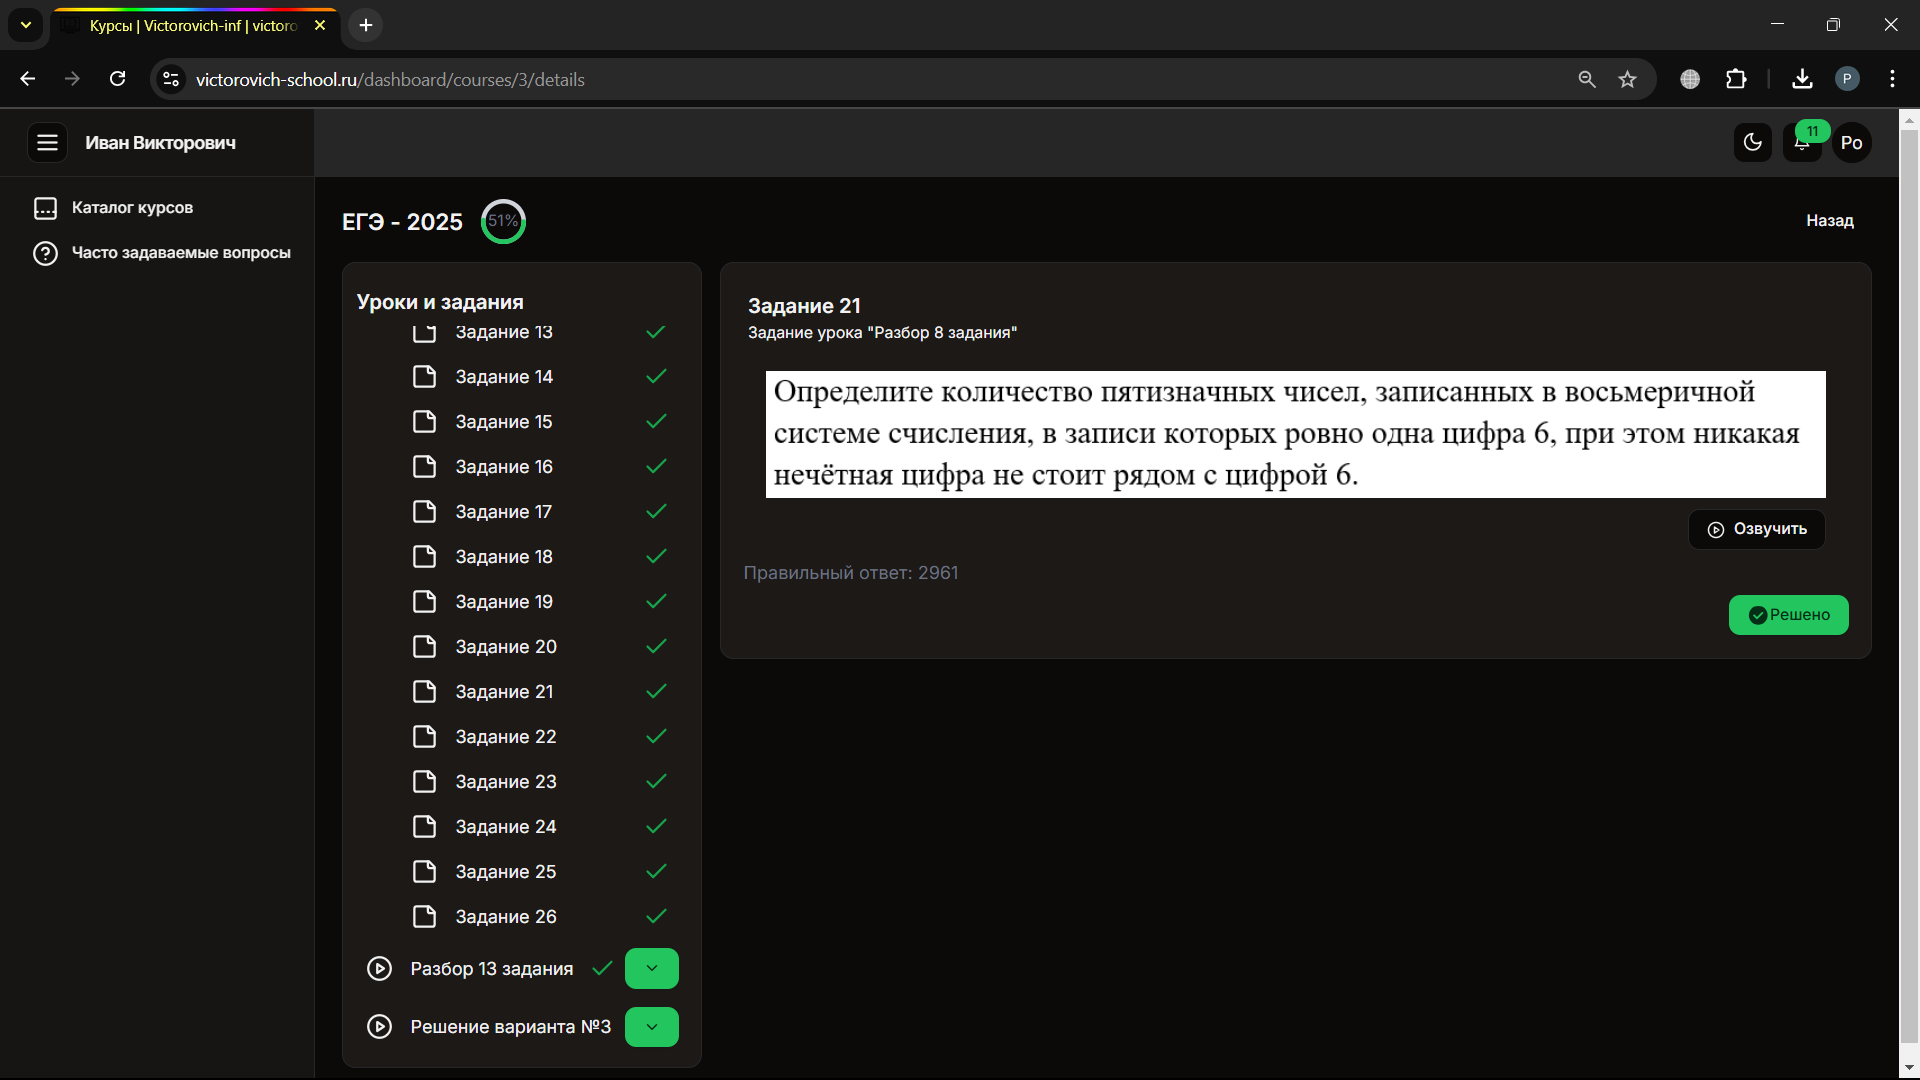 Курсы | Victorovich-inf | victoro
victorovich-school.ru/dashboard/courses/3/details
P
Иван Викторович
11
Po
Каталог курсов
Часто задаваемые вопросы
ЕГЭ - 2025
51%
Назад
Уроки и задания
Задание 13
Задание 14
Задание 15
Задание 16
Задание 17
Задание 18
Задание 19
Задание 20
Задание 21
Задание 22
Задание 23
Задание 24
Задание 25
Задание 26
Разбор 13 задания
Решение варианта №3
Задание 21
Задание урока "Разбор 8 задания"
Определите количество пятизначных чисел, записанных в восьмеричной
системе счисления, в записи которых ровно одна цифра 6, при этом никакая
нечётная цифра не стоит рядом с цифрой 6.
Озвучить
Правильный ответ: 2961
Решено